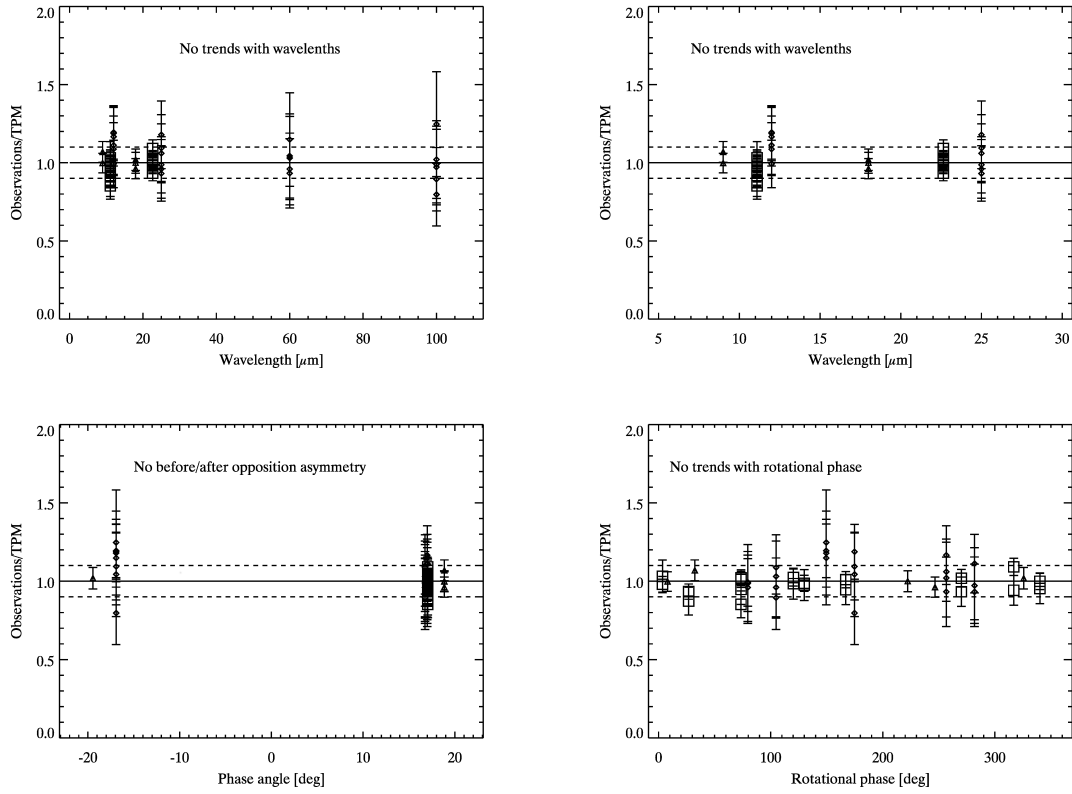 2.0
1.5
1.0
0.5
0.0
Observations/TPM
No trends with wavelenths
0 20 40 60 80 100
Wavelength [µm]
2.0
1.5
1.0
0.5
0.0
Observations/TPM
No trends with wavelenths
5 10 15 20 25 30
Wavelength [µm]
2.0
1.5
1.0
0.5
0.0
Observations/TPM
No before/after opposition asymmetry
-20 -10 0 10 20
Phase angle [deg]
2.0
1.5
1.0
0.5
0.0
Observations/TPM
No trends with rotational phase
0 100 200 300
Rotational phase [deg]